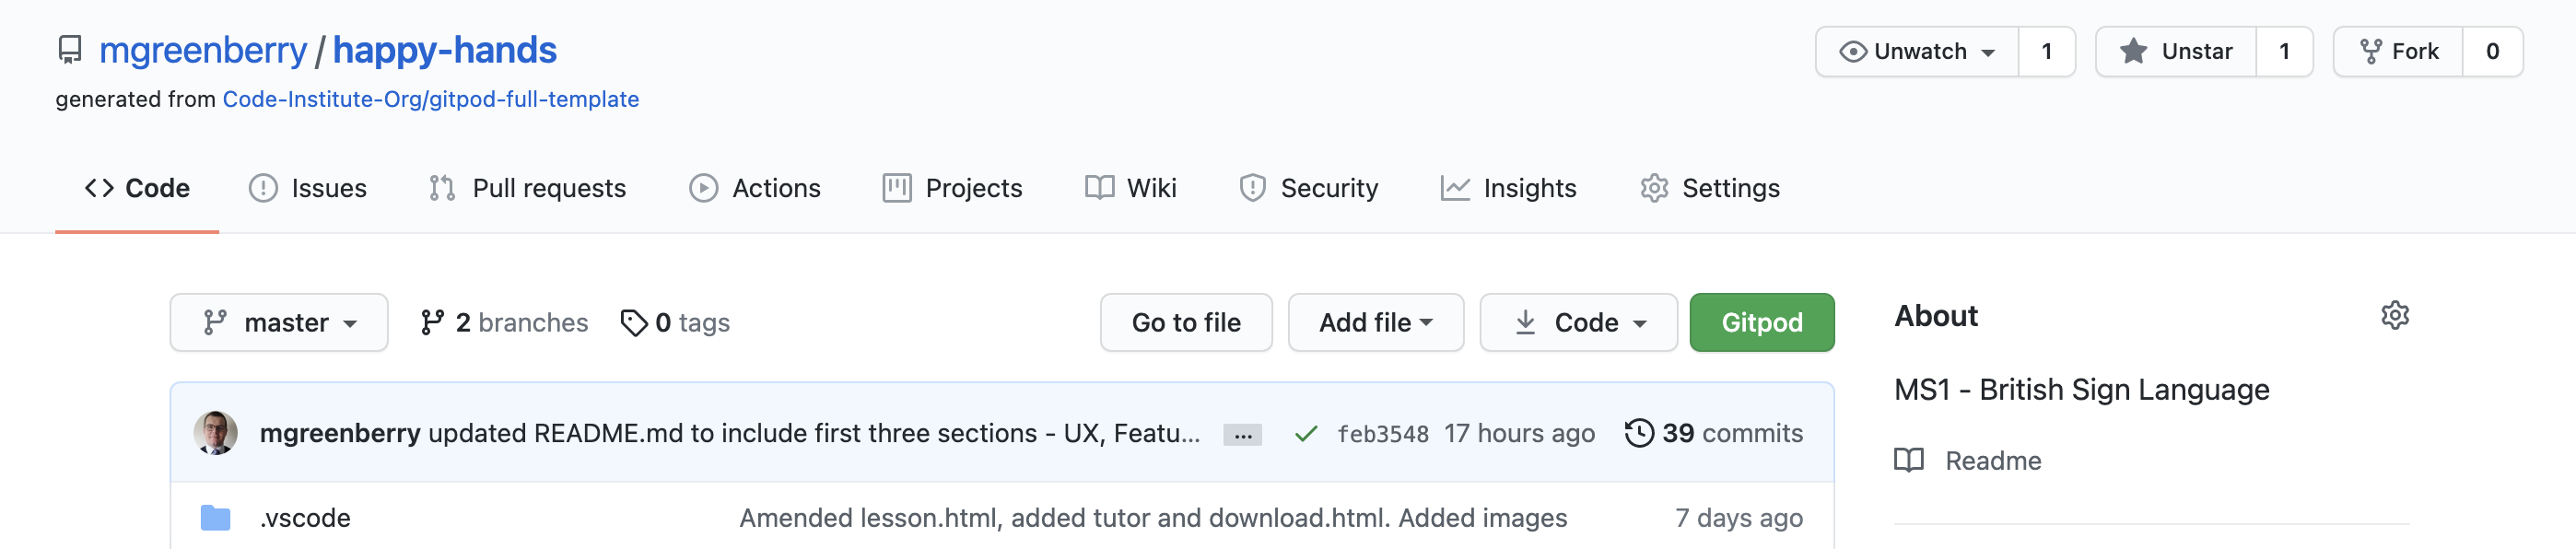 mgreenberry / happy-hands
Unwatch 1
Unstar 1
Fork 0
generated from Code-Institute-Org/gitpod-full-template
Code Issues Pull requests Actions Projects Wiki Security Insights Settings
master 2 branches 0 tags Go to file Add file Code Gitpod
About
MS1 - British Sign Language
Readme
mgreenberry updated README.md to include first three sections - UX, Featu... ... feb3548 17 hours ago 39 commits
.vscode Amended lesson.html, added tutor and download.html. Added images 7 days ago